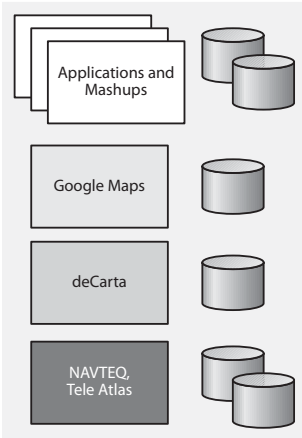 Applications and
Mashups
Google Maps
deCarta
NAVTEQ,
Tele Atlas